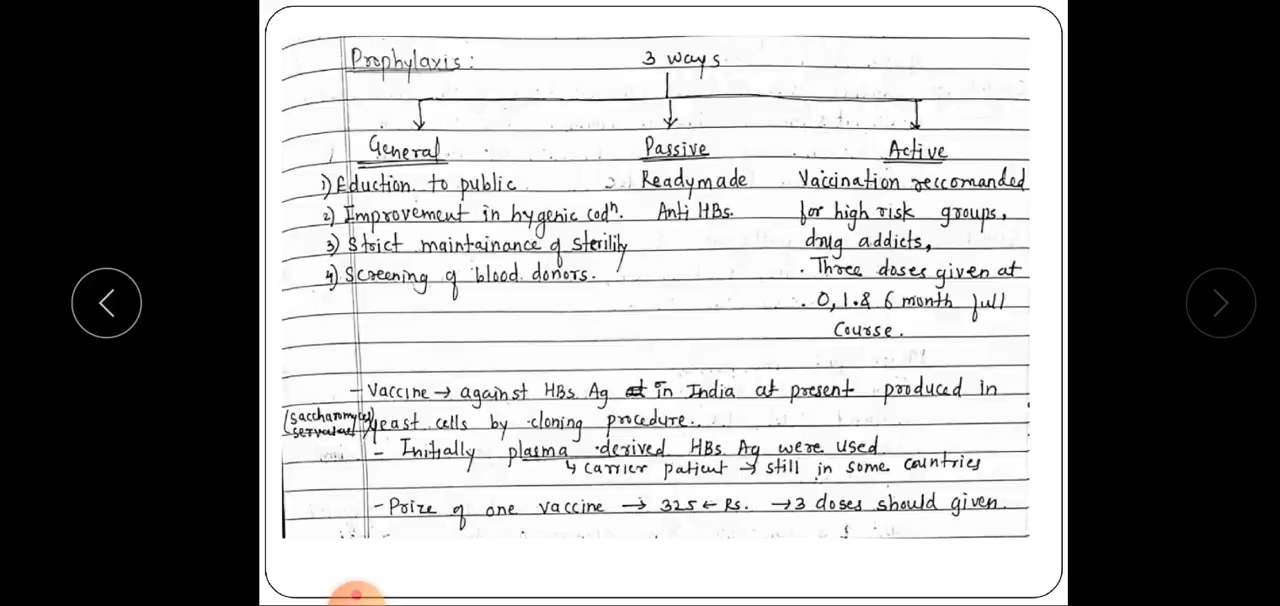 Prophylaxis: 3 ways
General Passive Active
1) Eduction to public Readymade Vaccination reccomanded
2) Improvement in hygenic codn. Anti HBs. for high risk groups,
3) Strict maintainance of sterility drug addicts,
4) Screening of blood donors. . Three doses given at
. 0, 1 & 6 month full
Course.
- Vaccine → against HBs Ag in India at present produced in
(Saccharomyces servalae) yeast cells by cloning procedure.
- Initially plasma derived HBs Ag were used
↳ carrier patient → still in some countries
- Prize of one vaccine → 325 ← Rs. → 3 doses should given.